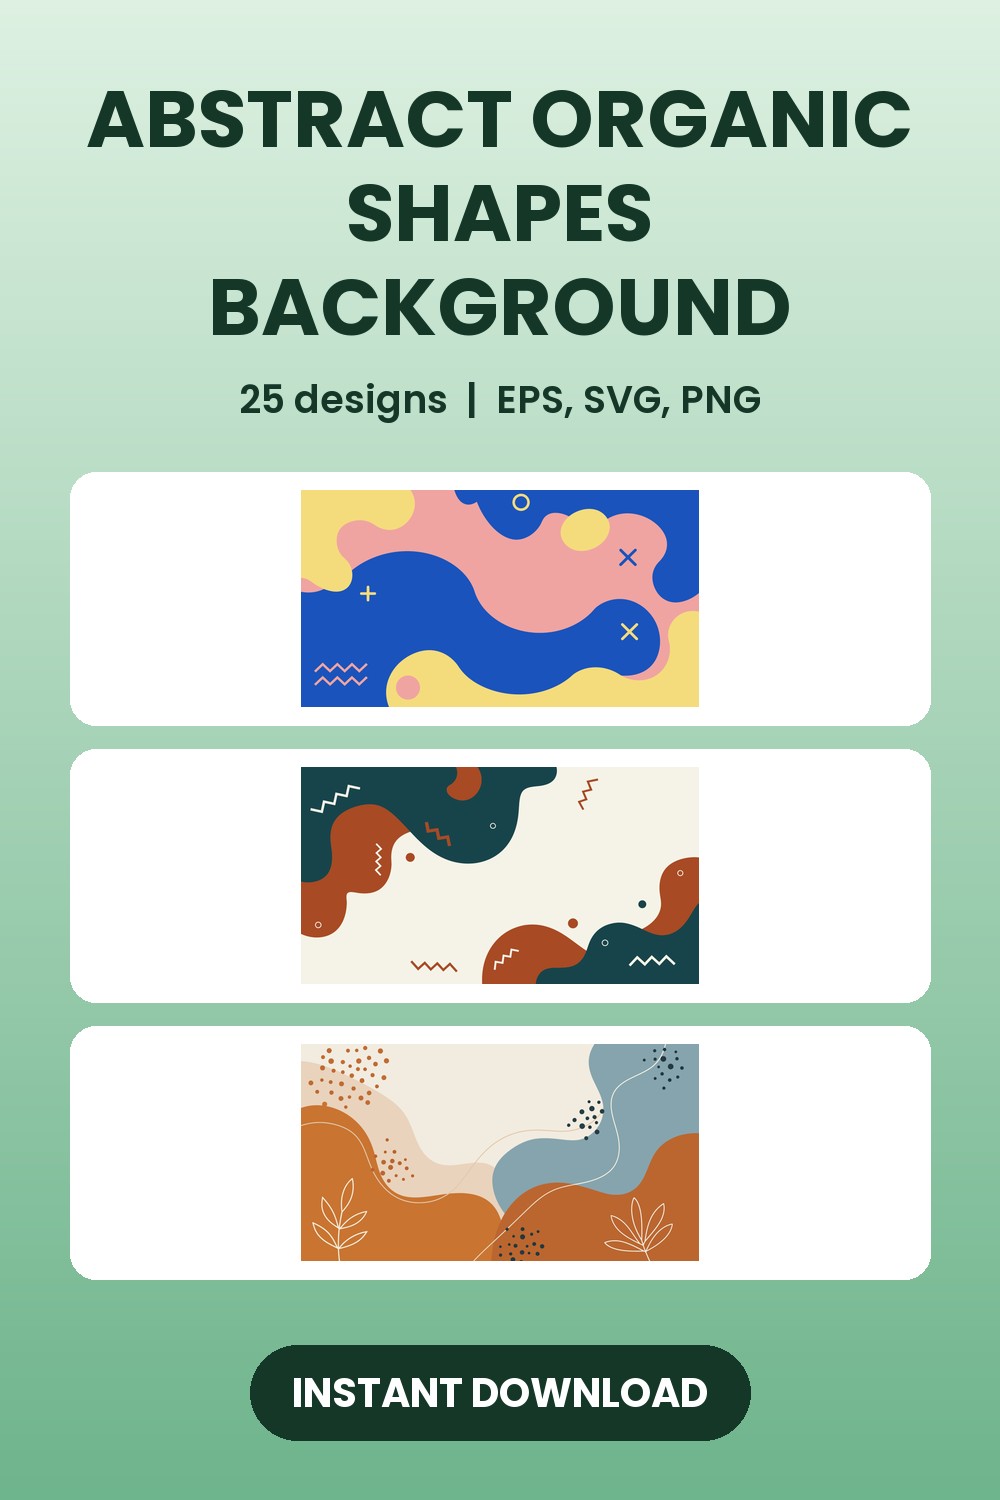 ABSTRACT ORGANIC
SHAPES
BACKGROUND
25 designs | EPS, SVG, PNG
INSTANT DOWNLOAD